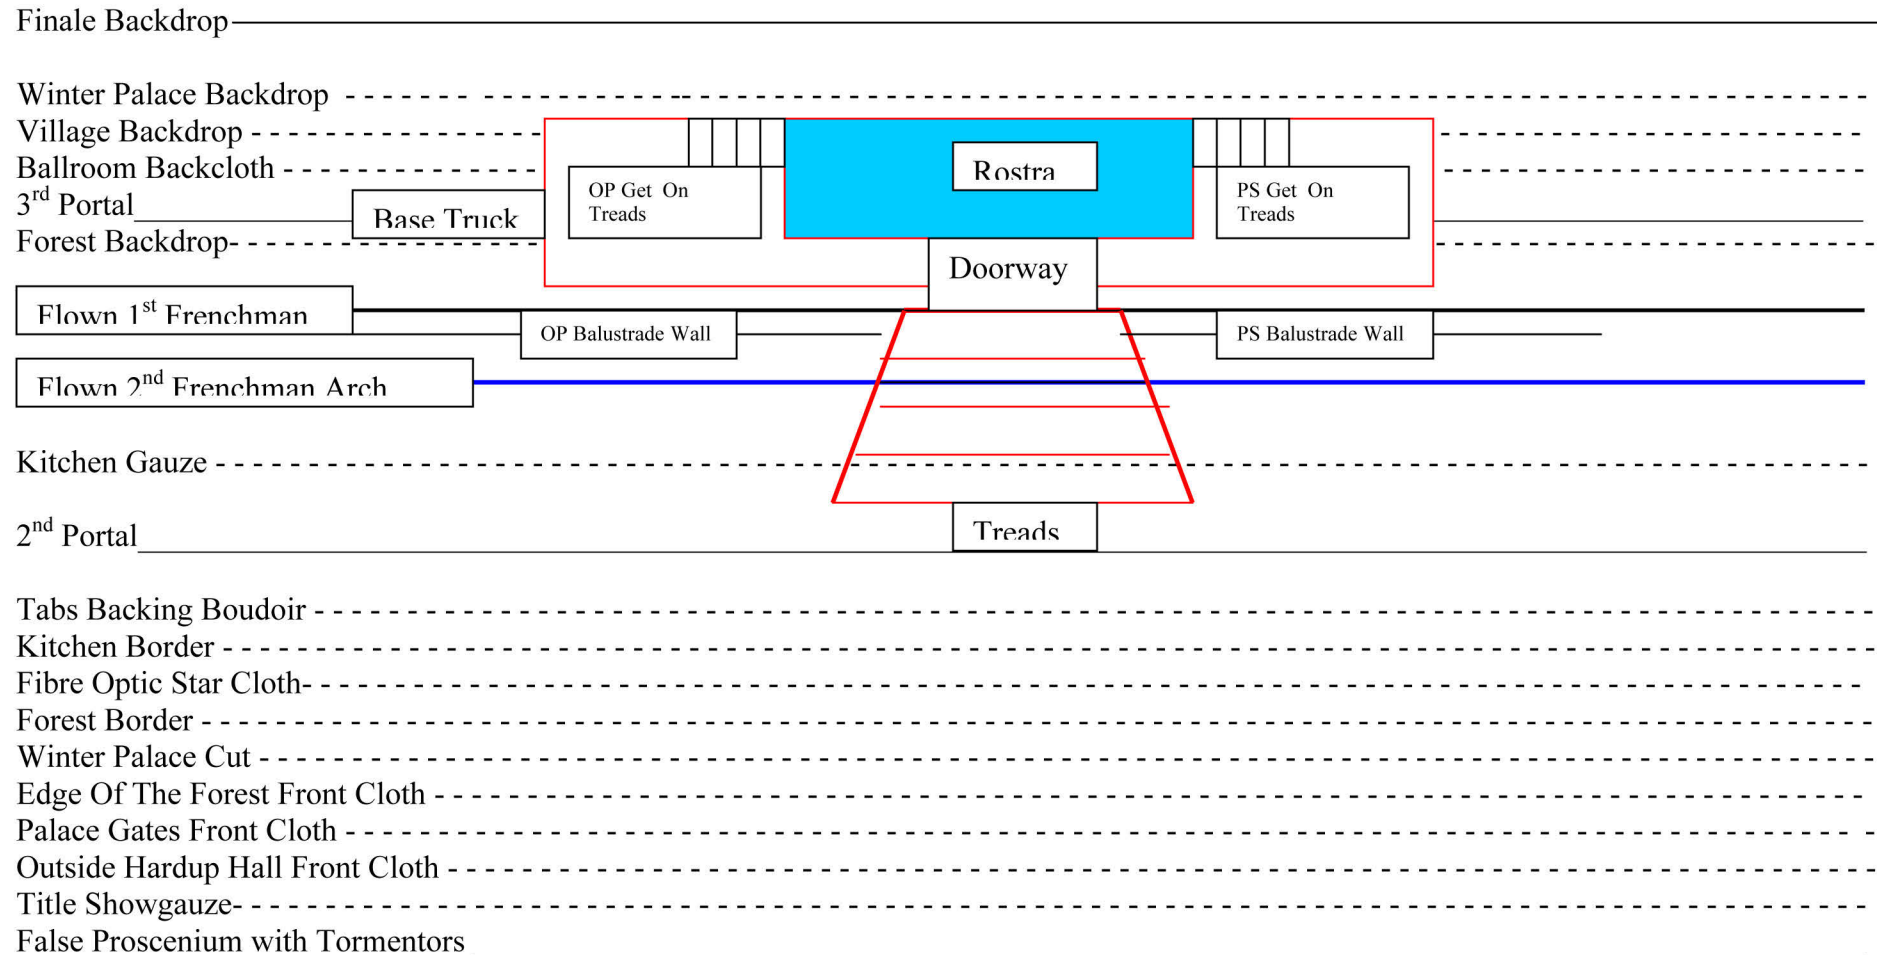 Finale Backdrop
Winter Palace Backdrop
Village Backdrop
Ballroom Backcloth
Rostra
OP Get On
Treads
PS Get On
Treads
3rd Portal
Base Truck
Forest Backdrop
Doorway
Flown 1st Frenchman
OP Balustrade Wall
PS Balustrade Wall
Flown 2nd Frenchman Arch
Kitchen Gauze
2nd Portal
Treads
Tabs Backing Boudoir
Kitchen Border
Fibre Optic Star Cloth
Forest Border
Winter Palace Cut
Edge Of The Forest Front Cloth
Palace Gates Front Cloth
Outside Hardup Hall Front Cloth
Title Showgauze
False Proscenium with Tormentors